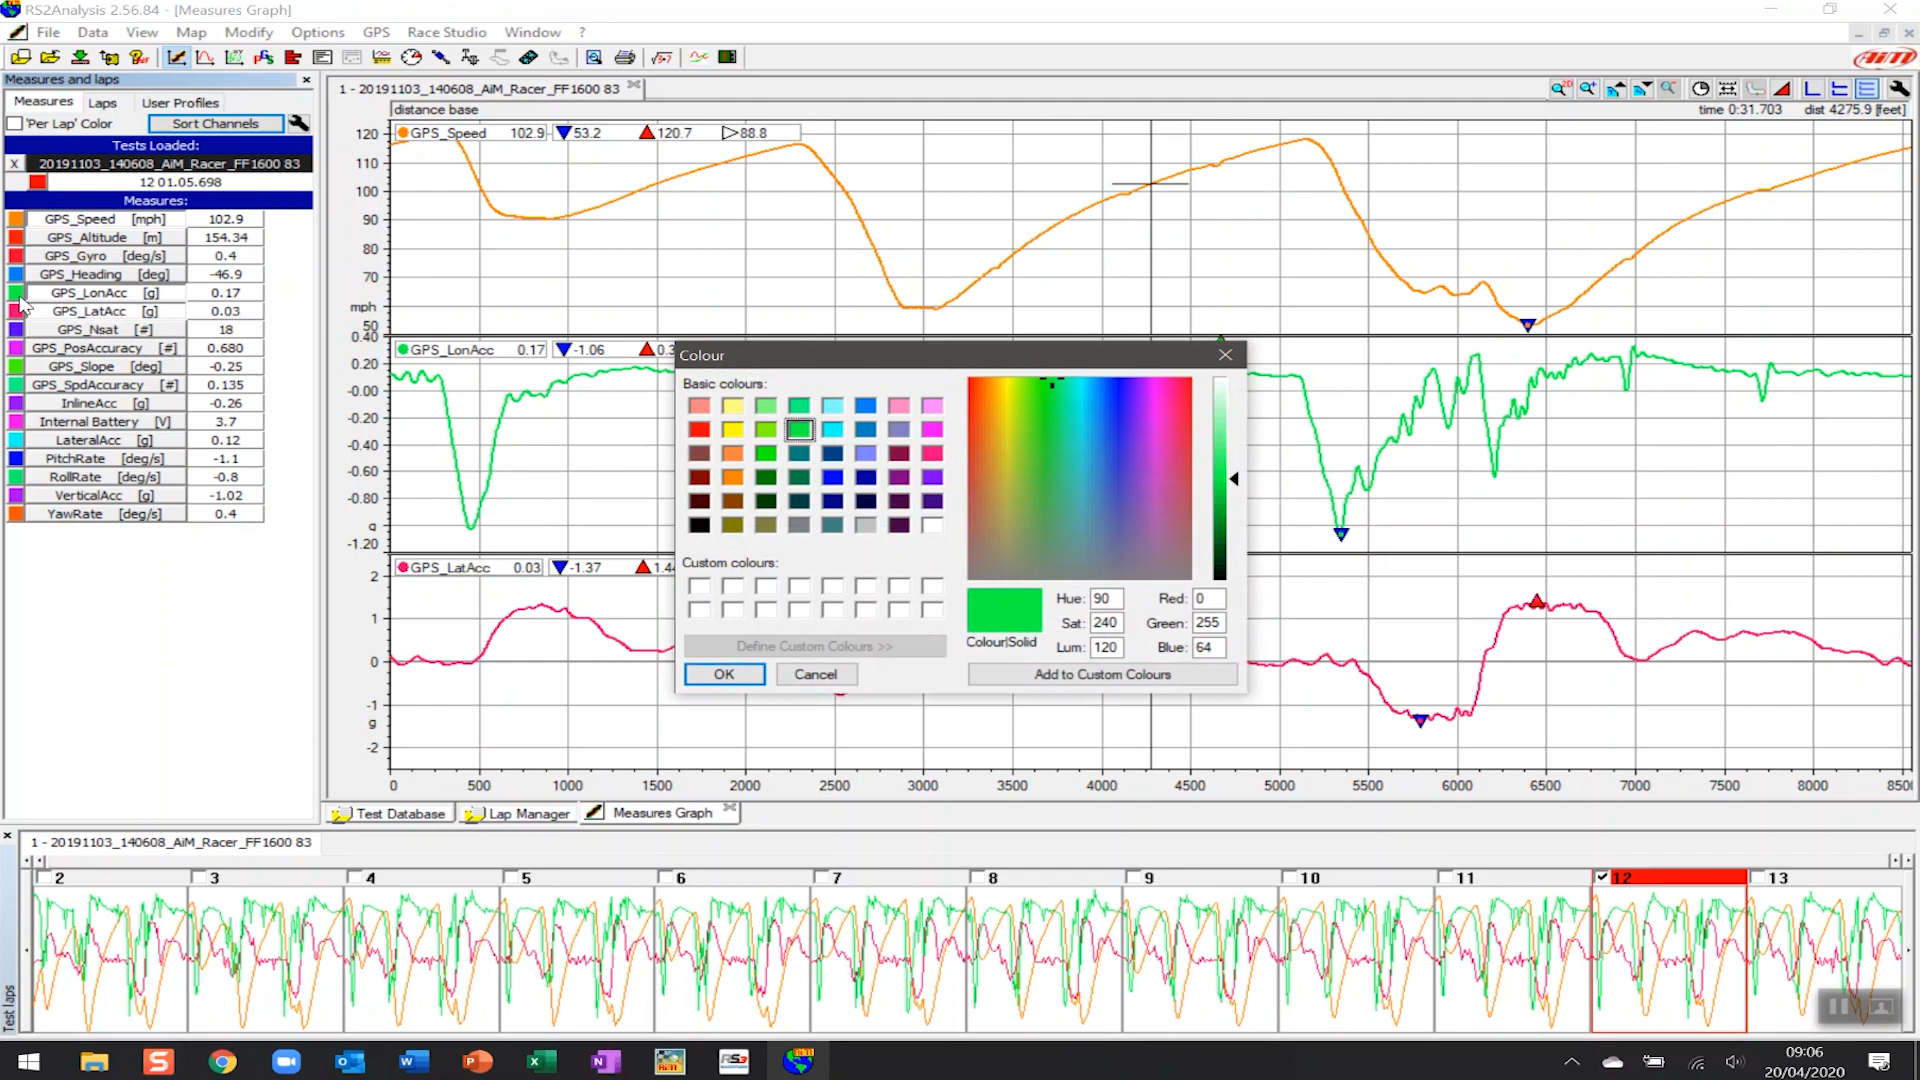 RS2Analysis 2.56.84 - [Measures Graph]
File Data View Map Modify Options GPS Race Studio Window ?
Measures and laps
Measures Laps User Profiles
'Per Lap' Color Sort Channels
Tests Loaded:
X 20191103_140608_AiM_Racer_FF1600 83
12 01.05.698
Measures:
GPS_Speed [mph] 102.9
GPS_Altitude [m] 154.34
GPS_Gyro [deg/s] 0.4
GPS_Heading [deg] -46.9
GPS_LonAcc [g] 0.17
GPS_LatAcc [g] 0.03
GPS_Nsat [#] 18
GPS_PosAccuracy [#] 0.680
GPS_Slope [deg] -0.25
GPS_SpdAccuracy [#] 0.135
InlineAcc [g] -0.26
Internal Battery [V] 3.7
LateralAcc [g] 0.12
PitchRate [deg/s] -1.1
RollRate [deg/s] -0.8
VerticalAcc [g] -1.02
YawRate [deg/s] 0.4
AiM
1 - 20191103_140608_AiM_Racer_FF1600 83
distance base time 0:31.703 dist 4275.9 [feet]
GPS_Speed 102.9 53.2 120.7 88.8
120
110
100
90
80
70
mph
50
GPS_LonAcc 0.17 -1.06 0.3
0.40
0.20
-0.00
-0.20
-0.40
-0.60
-0.80
g
-1.20
GPS_LatAcc 0.03 -1.37 1.4
2
1
0
-1
g
-2
0 500 1000 1500 2000 2500 3000 3500 4000 4500 5000 5500 6000 6500 7000 7500 8000 850
Colour
Basic colours:
Custom colours:
Define Custom Colours >>
OK Cancel
Hue: 90 Red: 0
Sat: 240 Green: 255
Colour|Solid Lum: 120 Blue: 64
Add to Custom Colours
Test Database Lap Manager Measures Graph
1 - 20191103_140608_AiM_Racer_FF1600 83
2 3 4 5 6 7 8 9 10 11 12 13
Test laps
09:06
20/04/2020